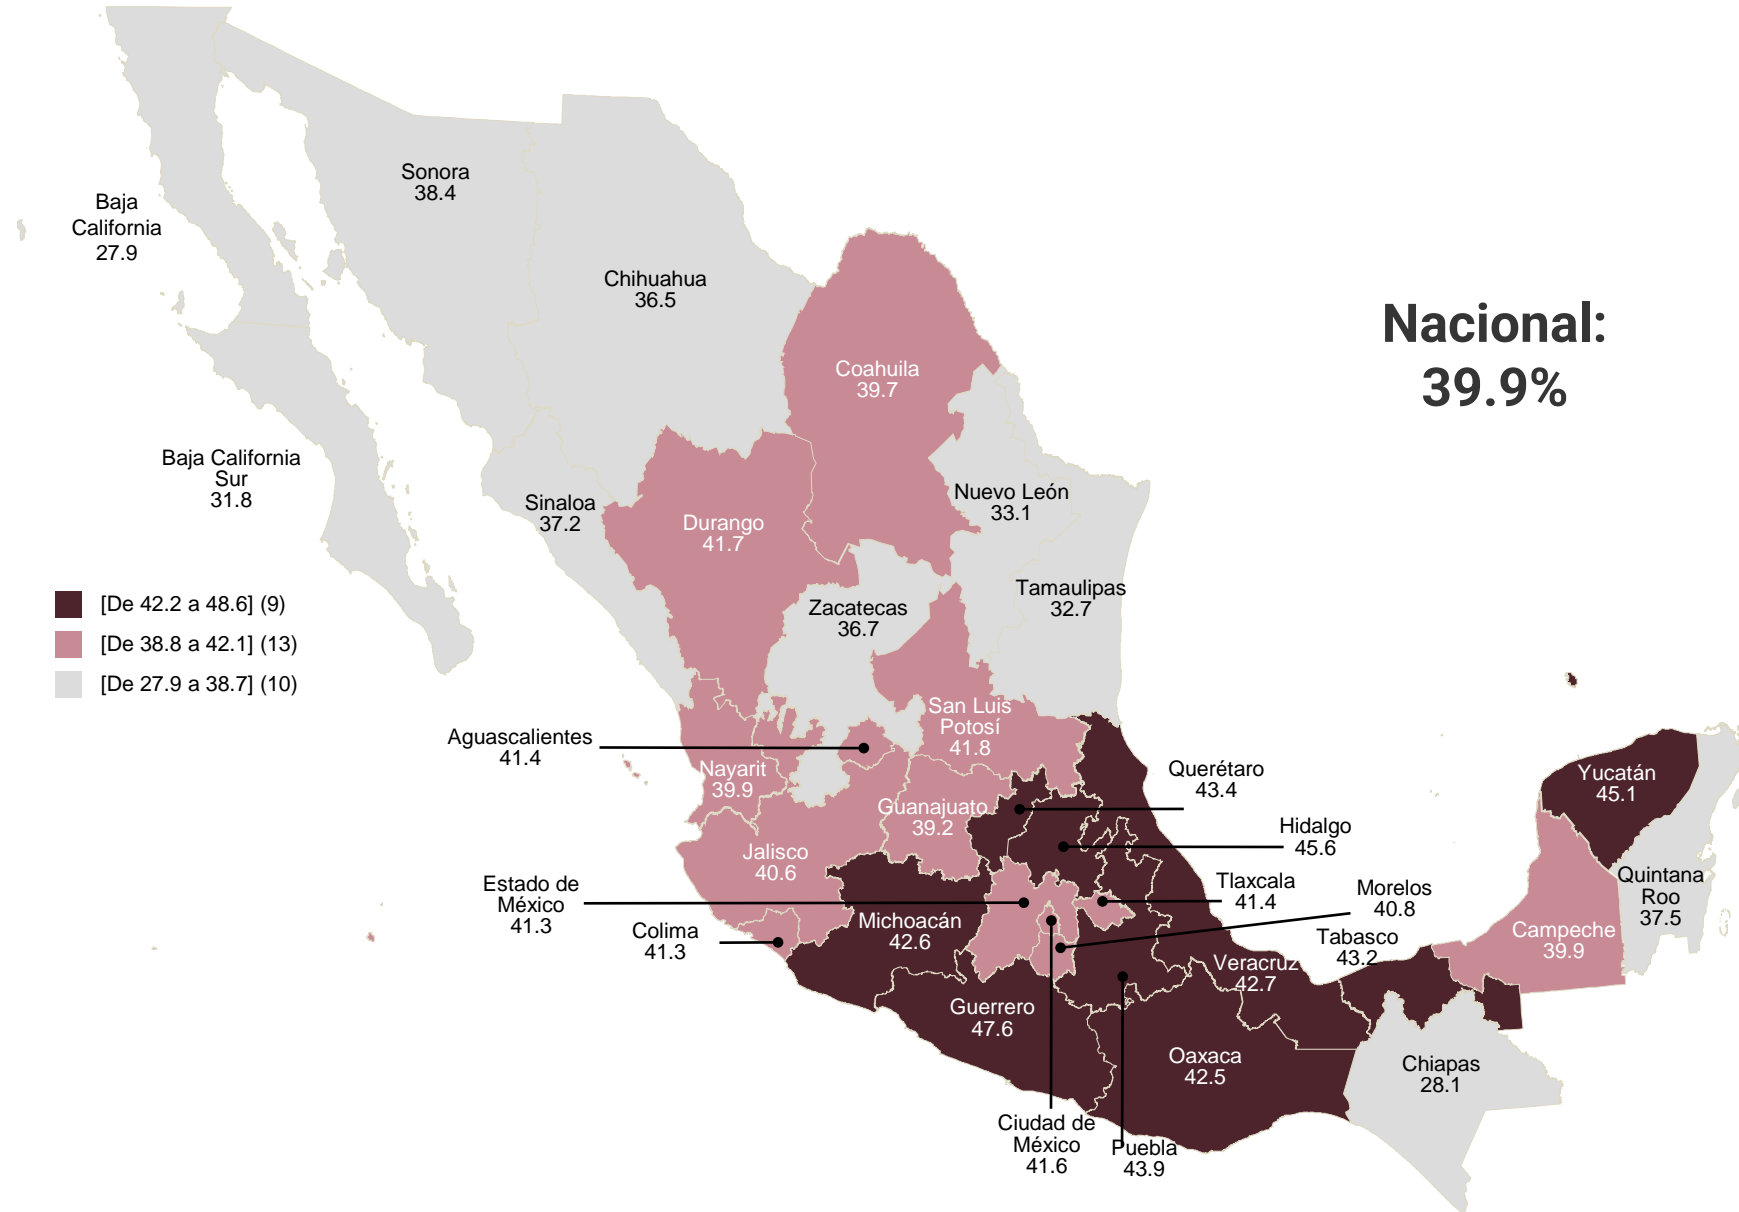 Sonora
38.4
Baja
California
27.9
Chihuahua
36.5
Nacional:
39.9%
Coahuila
39.7
Baja California
Sur
31.8
Sinaloa
37.2
Durango
41.7
Nuevo León
33.1
Tamaulipas
32.7
Zacatecas
36.7
[De 42.2 a 48.6] (9)
[De 38.8 a 42.1] (13)
[De 27.9 a 38.7] (10)
San Luis
Potosí
41.8
Aguascalientes
41.4
Nayarit
39.9
Querétaro
43.4
Yucatán
45.1
Guanajuato
39.2
Hidalgo
45.6
Jalisco
40.6
Estado de
México
41.3
Tlaxcala
41.4
Morelos
40.8
Quintana
Roo
37.5
Colima
41.3
Michoacán
42.6
Tabasco
43.2
Campeche
39.9
Veracruz
42.7
Guerrero
47.6
Oaxaca
42.5
Chiapas
28.1
Ciudad de
México
41.6
Puebla
43.9